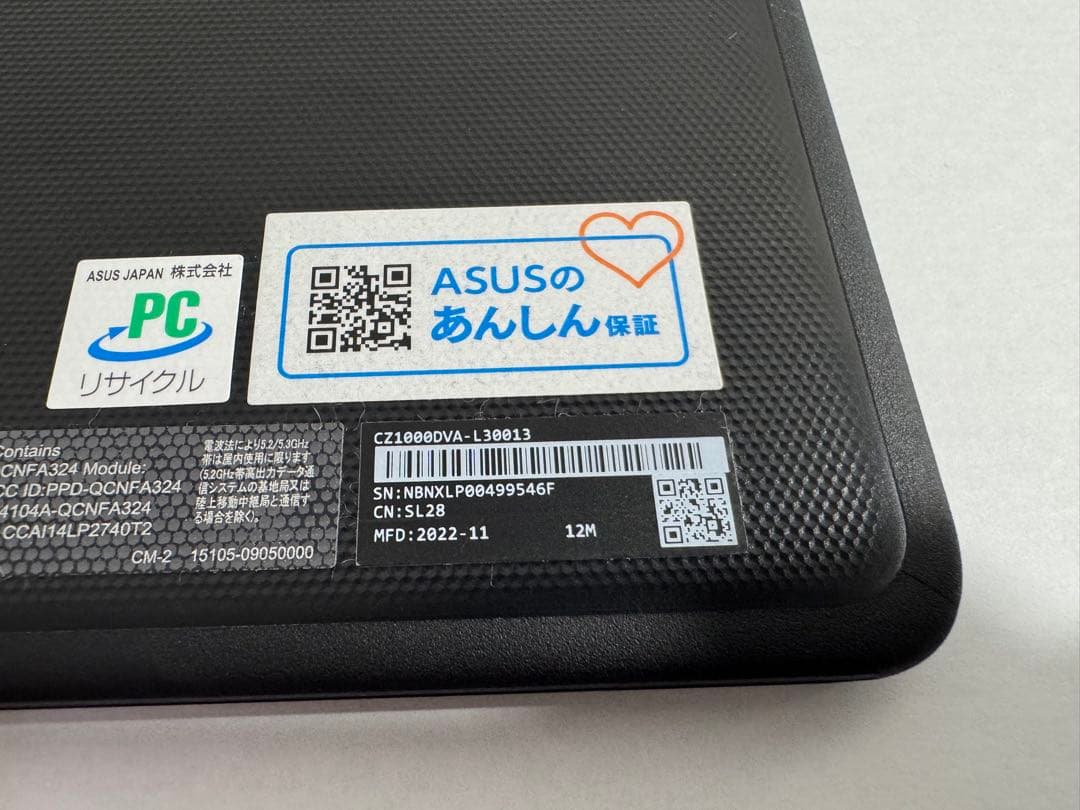 ASUS JAPAN 株式会社
PC
リサイクル
ASUSの
あんしん保証
Contains
QCNFA324 Module:
CC ID:PPD-QCNFA324
4104A-QCNFA324
CCAI14LP2740T2
電波法により5.2/5.3GHz
帯は屋内使用に限ります
(5.2GHz帯高出力データ通
信システムの基地局又は
陸上移動中継局と通信す
る場合を除く)。
CM-2 15105-09050000
CZ1000DVA-L30013
SN:NBNXLP00499546F
CN:SL28
MFD:2022-11 12M